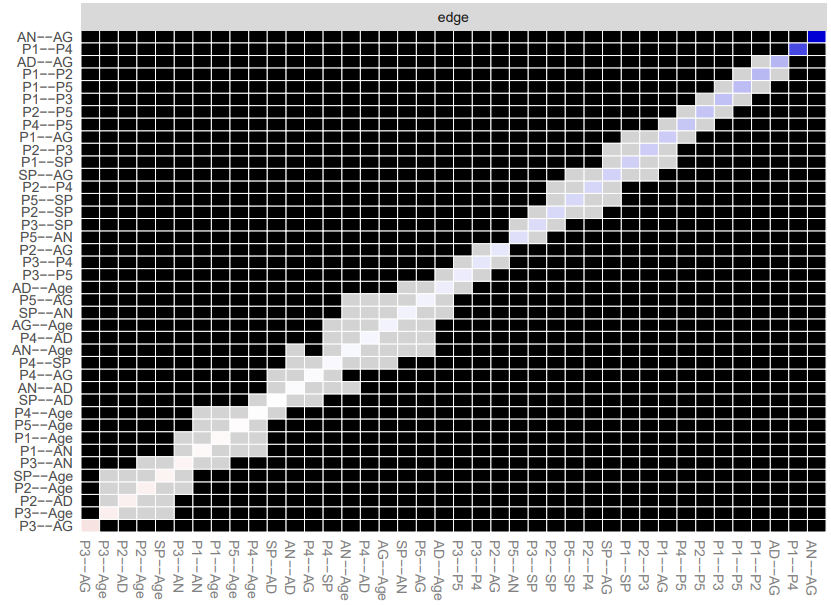 edge
AN--AG
P1--P4
AD--AG
P1--P2
P1--P5
P1--P3
P2--P5
P4--P5
P1--AG
P2--P3
P1--SP
SP--AG
P2--P4
P5--SP
P2--SP
P3--SP
P5--AN
P2--AG
P3--P4
P3--P5
AD--Age
P5--AG
SP--AN
AG--Age
P4--AD
AN--Age
P4--SP
P4--AG
AN--AD
SP--AD
P4--Age
P5--Age
P1--Age
P1--AN
P3--AN
SP--Age
P2--Age
P2--AD
P3--Age
P3--AG
P3--AG
P3--Age
P2--AD
P2--Age
SP--Age
P3--AN
P1--AN
P1--Age
P5--Age
P4--Age
SP--AD
AN--AD
P4--AG
P4--SP
AN--Age
P4--AD
AG--Age
SP--AN
P5--AG
AD--Age
P3--P5
P3--P4
P2--AG
P5--AN
P3--SP
P2--SP
P5--SP
P2--P4
SP--AG
P1--SP
P2--P3
P1--AG
P4--P5
P2--P5
P1--P3
P1--P5
P1--P2
AD--AG
P1--P4
AN--AG